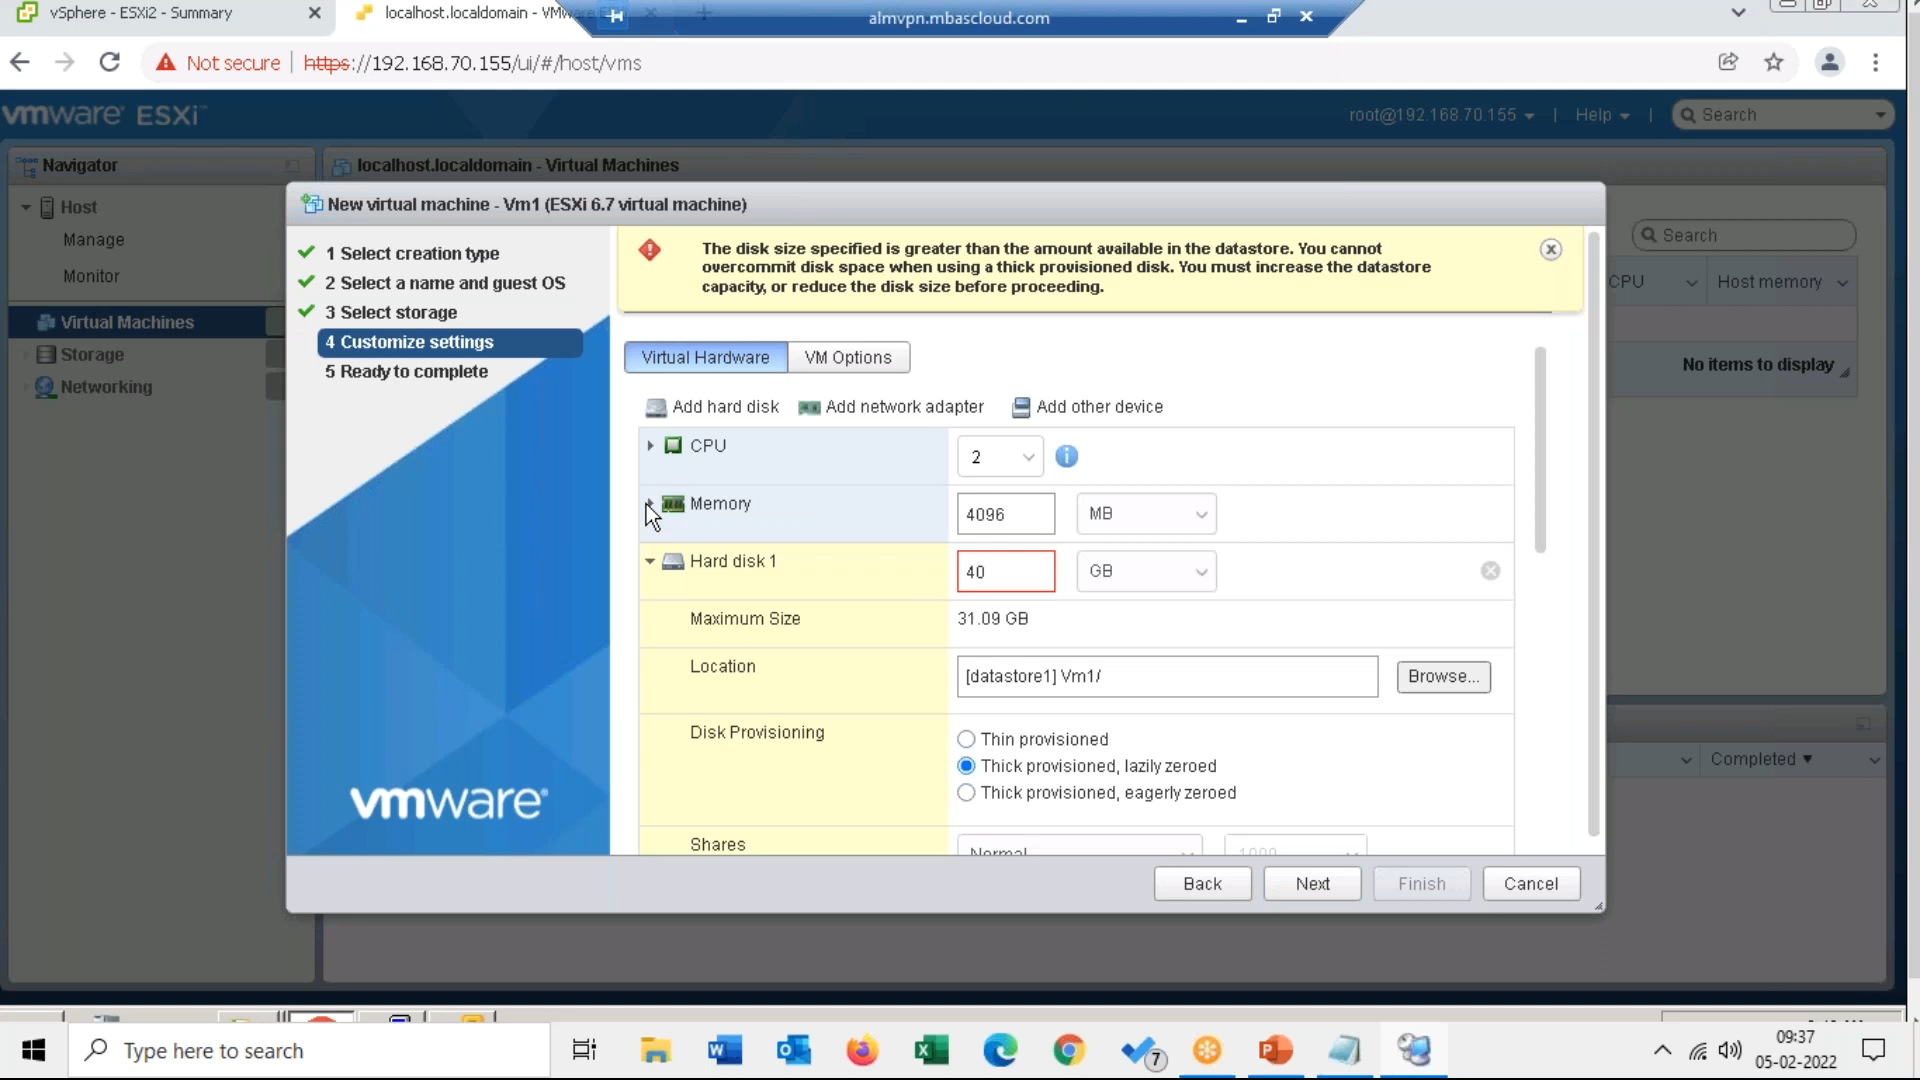 vSphere - ESXi2 - Summary
localhost.localdomain - VMw
almvpn.mbascloud.com
Not secure
https://192.168.70.155/ui/#/host/vms
vmware ESXi
root@192.168.70.155
|
Help
|
Search
Navigator
localhost.localdomain - Virtual Machines
Host
Manage
Monitor
Virtual Machines
Storage
Networking
Search
CPU
Host memory
No items to display
Completed ▼
New virtual machine - Vm1 (ESXi 6.7 virtual machine)
1 Select creation type
2 Select a name and guest OS
3 Select storage
4 Customize settings
5 Ready to complete
vmware
The disk size specified is greater than the amount available in the datastore. You cannot
overcommit disk space when using a thick provisioned disk. You must increase the datastore
capacity, or reduce the disk size before proceeding.
Virtual Hardware
VM Options
Add hard disk
Add network adapter
Add other device
CPU
2
Memory
4096
MB
Hard disk 1
40
GB
Maximum Size
31.09 GB
Location
[datastore1] Vm1/
Browse...
Disk Provisioning
Thin provisioned
Thick provisioned, lazily zeroed
Thick provisioned, eagerly zeroed
Shares
Normal
1000
Back
Next
Finish
Cancel
Type here to search
7
09:37
05-02-2022